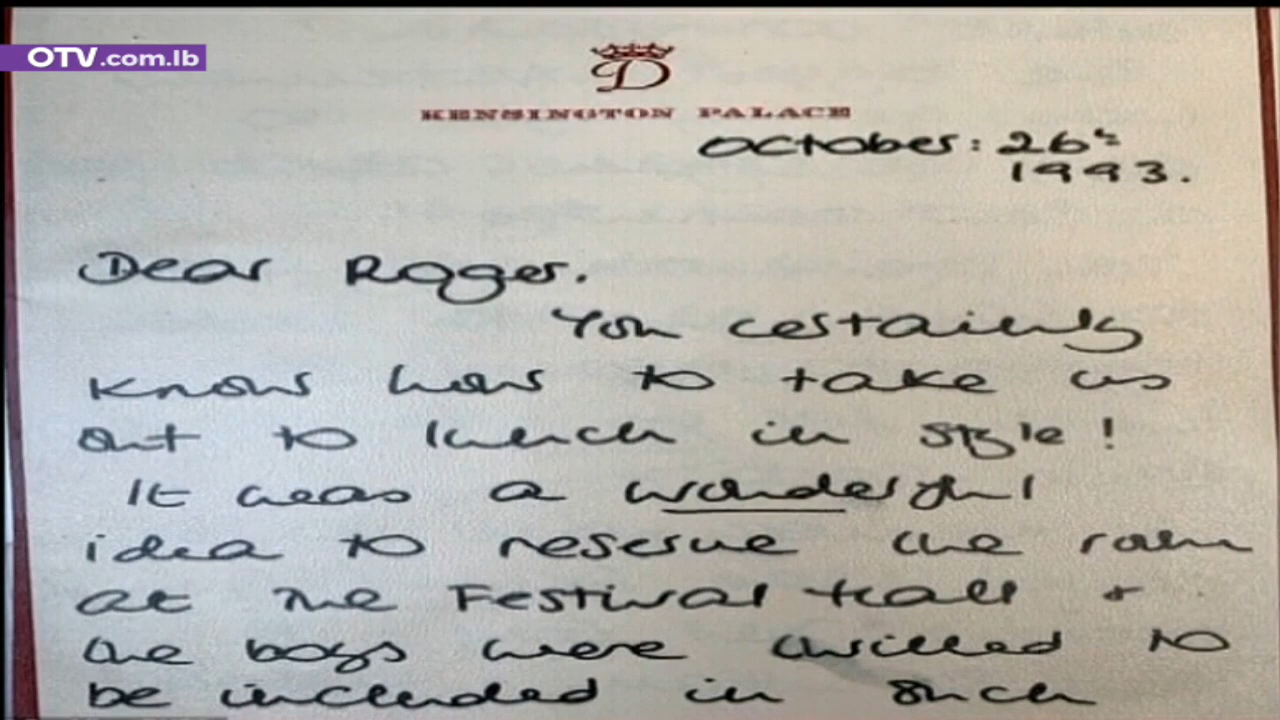 OTV.com.lb
D
KENSINGTON PALACE
October: 26th
1993.
Dear Roger.
You certainly
know how to take us
out to lunch in style!
It was a wonderful
idea to reserve the room
at the Festival Hall +
the boys were thrilled to
be included in such